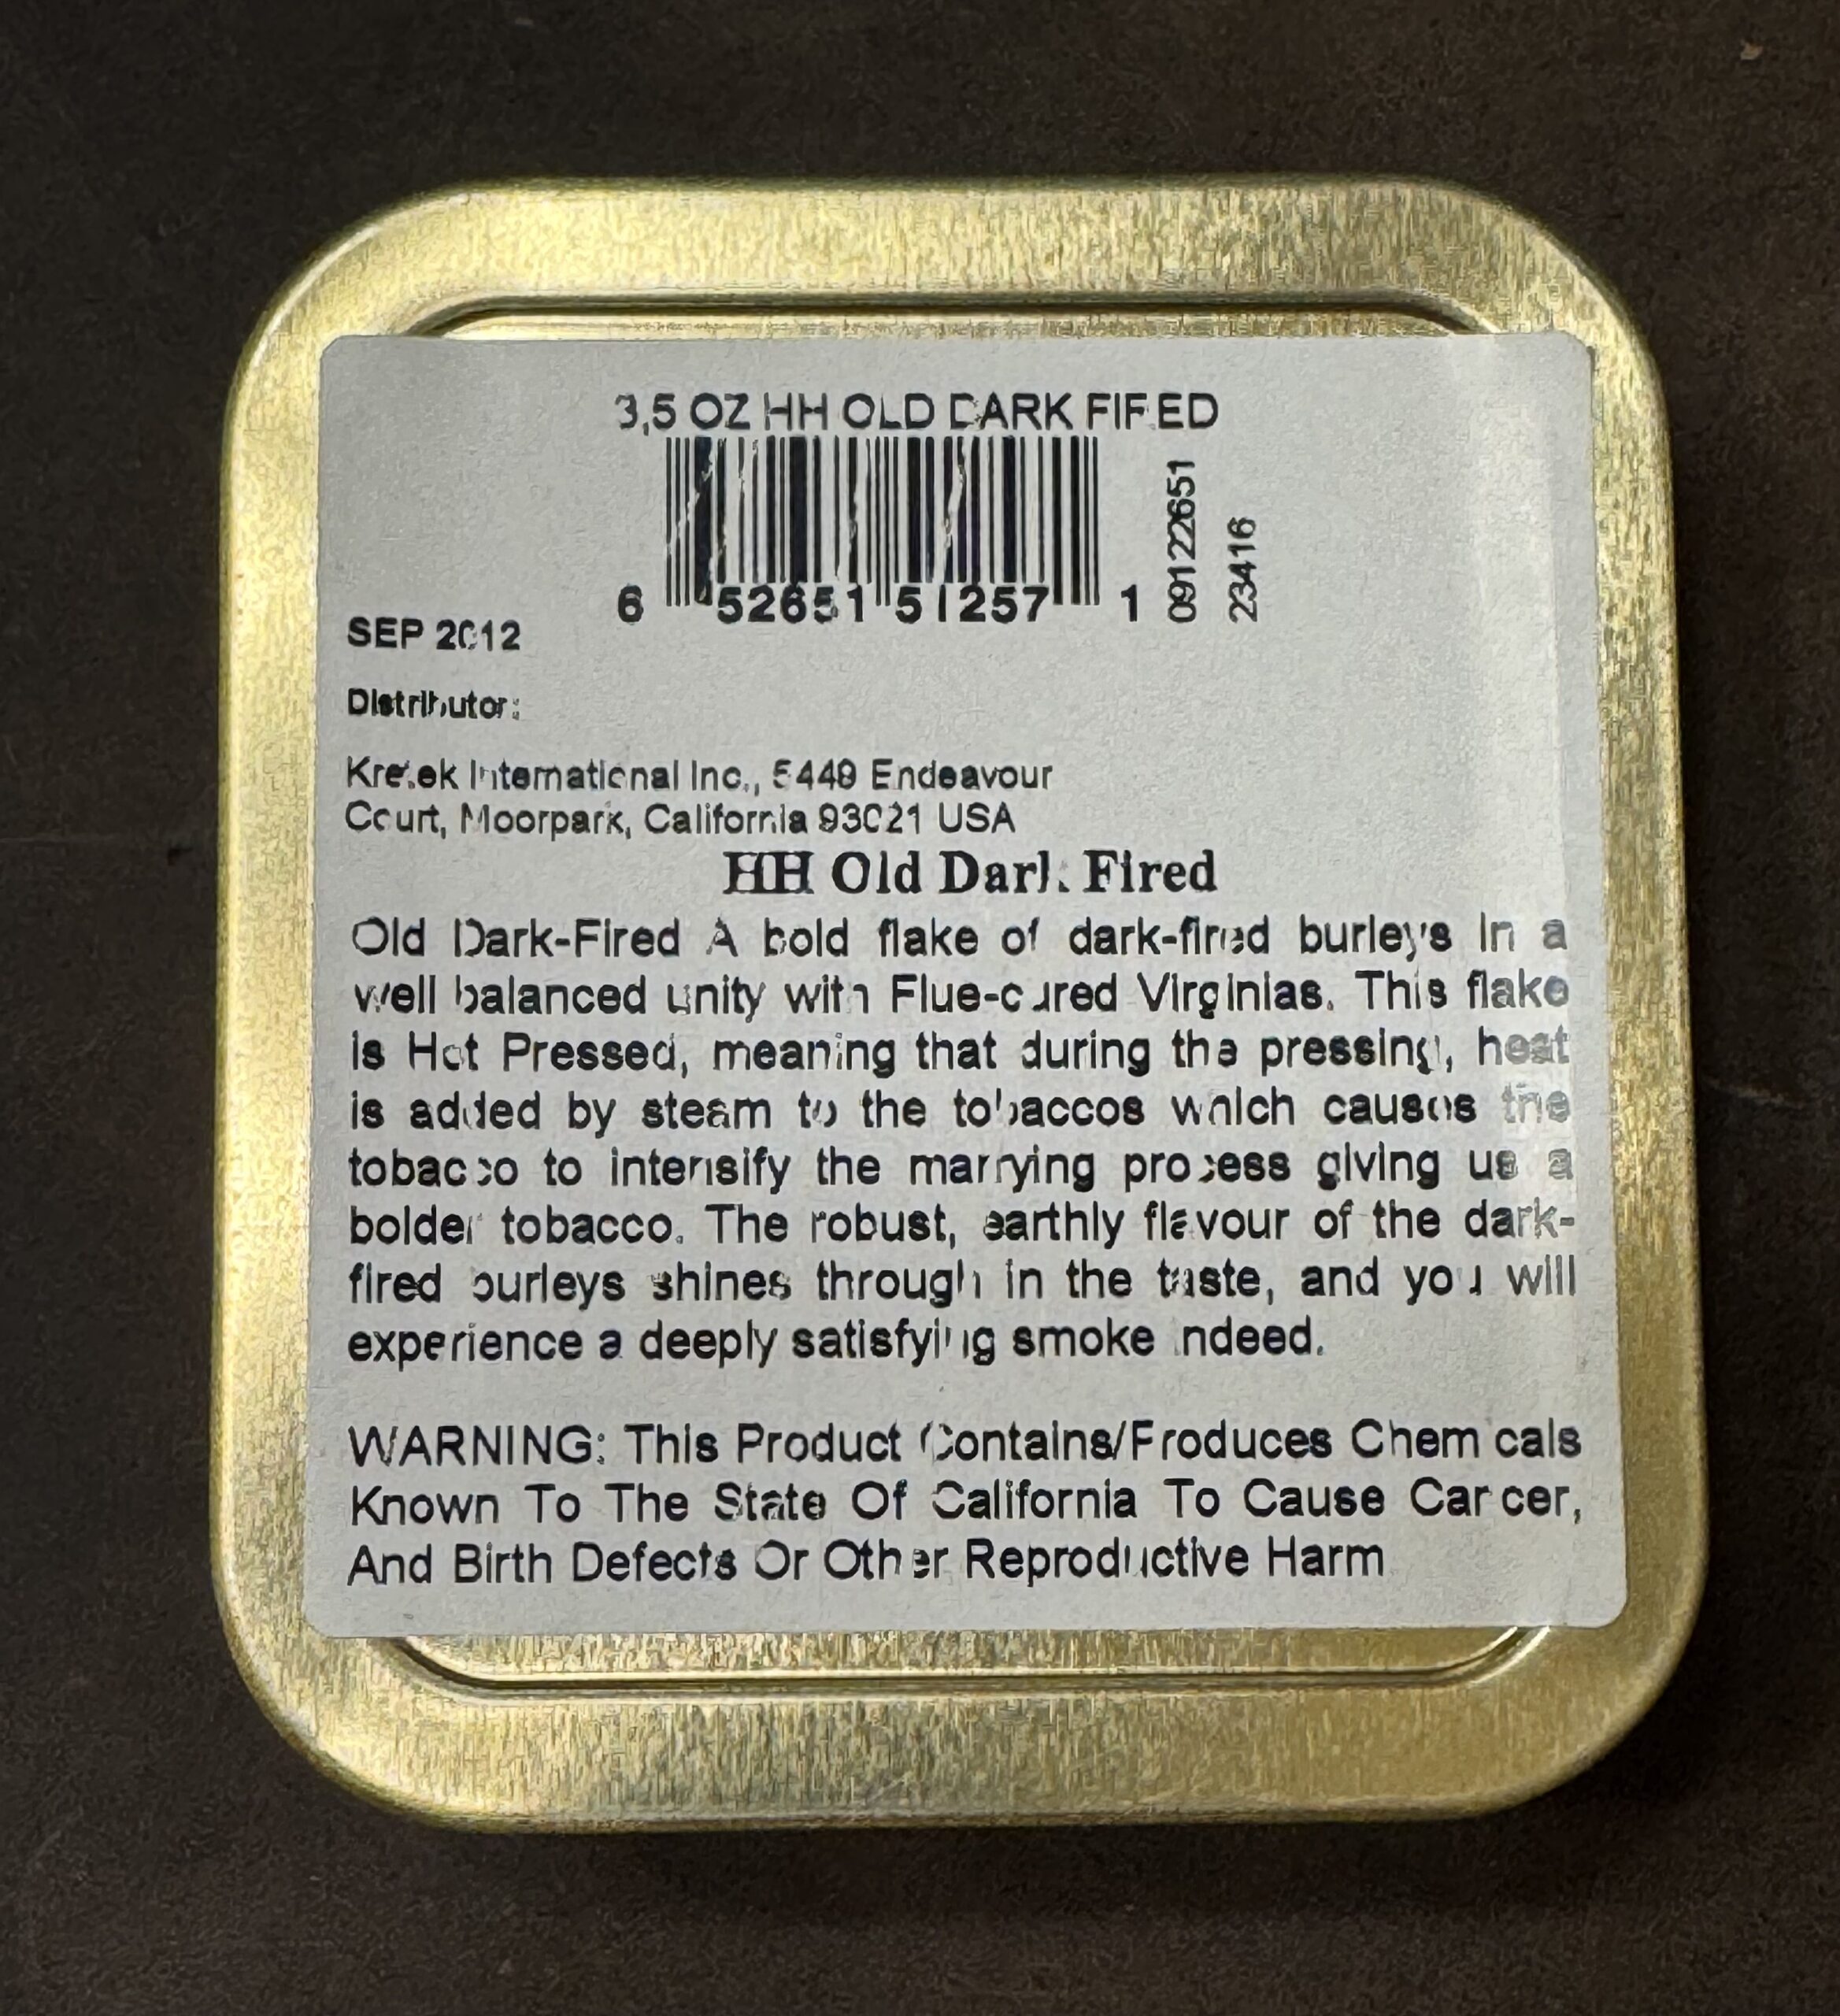 3,5 OZ HH OLD DARK FIRED
6 52651 51257 1
09122651
23416
SEP 2012
Distributor:
Kretek International Inc., 5449 Endeavour
Court, Moorpark, California 93021 USA
HH Old Dark Fired
Old Dark-Fired A bold flake of dark-fired burleys in a
well balanced unity with Flue-cured Virginias. This flake
is Hot Pressed, meaning that during the pressing, heat
is added by steam to the tobaccos which causes the
tobacco to intensify the marrying process giving us a
bolder tobacco. The robust, earthly flavour of the dark-
fired burleys shines through in the taste, and you will
experience a deeply satisfying smoke indeed.
WARNING: This Product Contains/Produces Chemicals
Known To The State Of California To Cause Cancer,
And Birth Defects Or Other Reproductive Harm